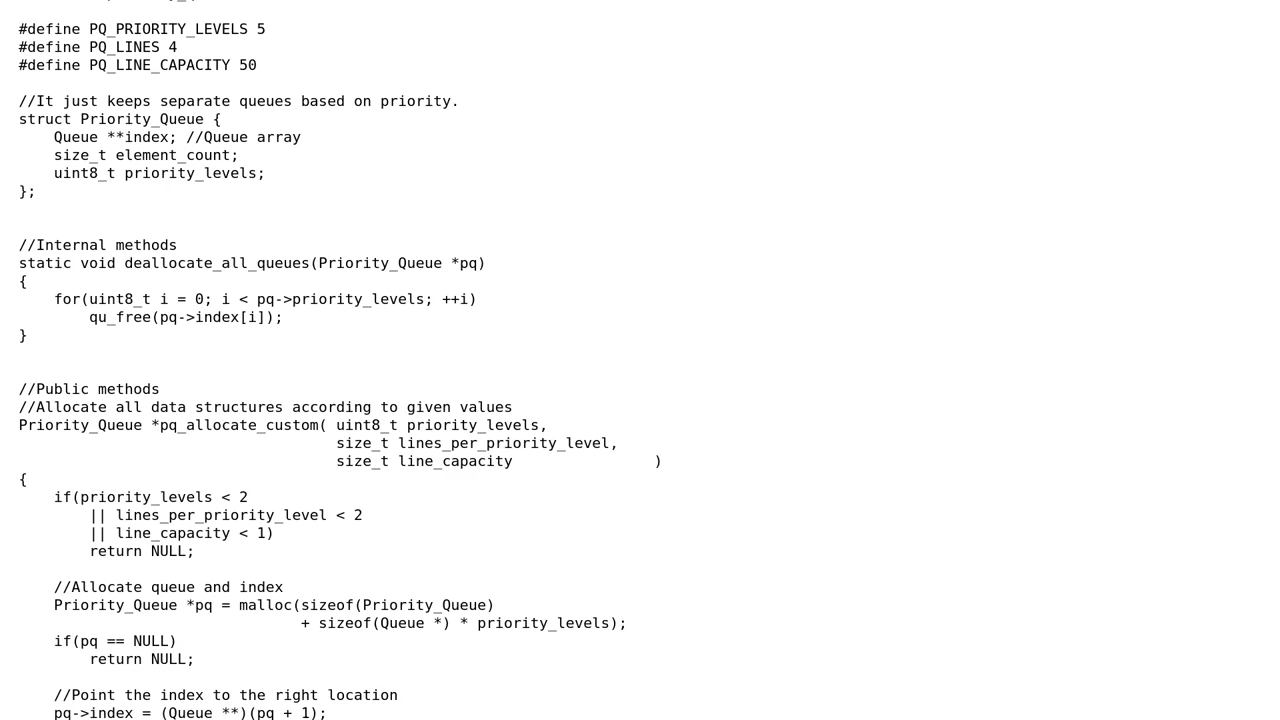 #define PQ_PRIORITY_LEVELS 5
#define PQ_LINES 4
#define PQ_LINE_CAPACITY 50

//It just keeps separate queues based on priority.
struct Priority_Queue {
    Queue **index; //Queue array
    size_t element_count;
    uint8_t priority_levels;
};


//Internal methods
static void deallocate_all_queues(Priority_Queue *pq)
{
    for(uint8_t i = 0; i < pq->priority_levels; ++i)
        qu_free(pq->index[i]);
}


//Public methods
//Allocate all data structures according to given values
Priority_Queue *pq_allocate_custom( uint8_t priority_levels,
                                    size_t lines_per_priority_level,
                                    size_t line_capacity                )
{
    if(priority_levels < 2
        || lines_per_priority_level < 2
        || line_capacity < 1)
        return NULL;

    //Allocate queue and index
    Priority_Queue *pq = malloc(sizeof(Priority_Queue)
                                + sizeof(Queue *) * priority_levels);
    if(pq == NULL)
        return NULL;

    //Point the index to the right location
    pq->index = (Queue **)(pq + 1);